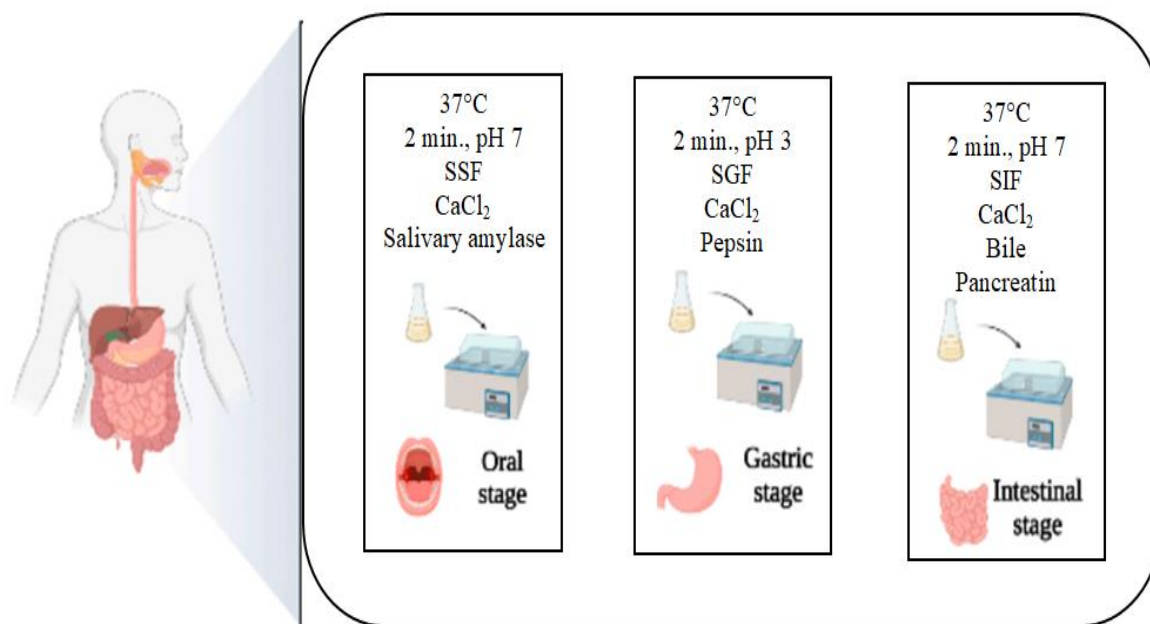 37°C
2 min., pH 7
SSF
CaCl₂
Salivary amylase
Oral
stage
37°C
2 min., pH 3
SGF
CaCl₂
Pepsin
Gastric
stage
37°C
2 min., pH 7
SIF
CaCl₂
Bile
Pancreatin
Intestinal
stage